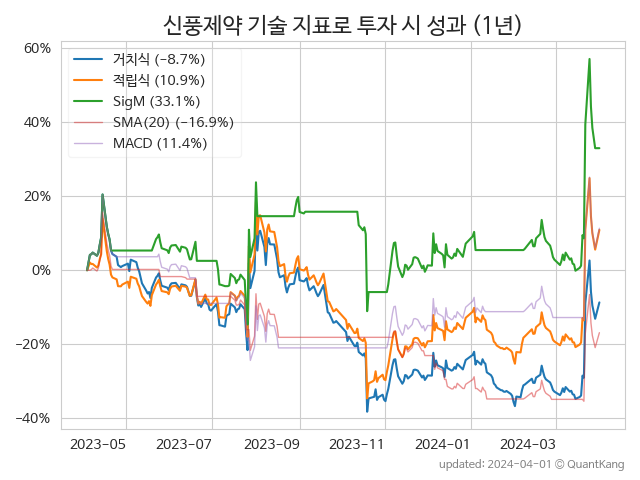 신풍제약 기술 지표로 투자 시 성과 (1년)
60%
40%
20%
0%
−20%
−40%
거치식 (−8.7%)
적립식 (10.9%)
SigM (33.1%)
SMA(20) (−16.9%)
MACD (11.4%)
2023-05 2023-07 2023-09 2023-11 2024-01 2024-03
updated: 2024-04-01 © QuantKang